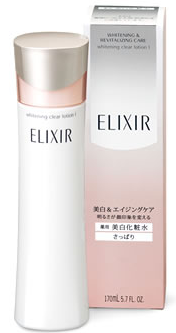 whitening clear lotion I
ELIXIR
WHITENING &
REVITALIZING CARE
whitening clear lotion I
ELIXIR
美白&エイジングケア
明るさが顔印象を変える
薬用 美白化粧水
さっぱり
170mL 5.7 FL. OZ.